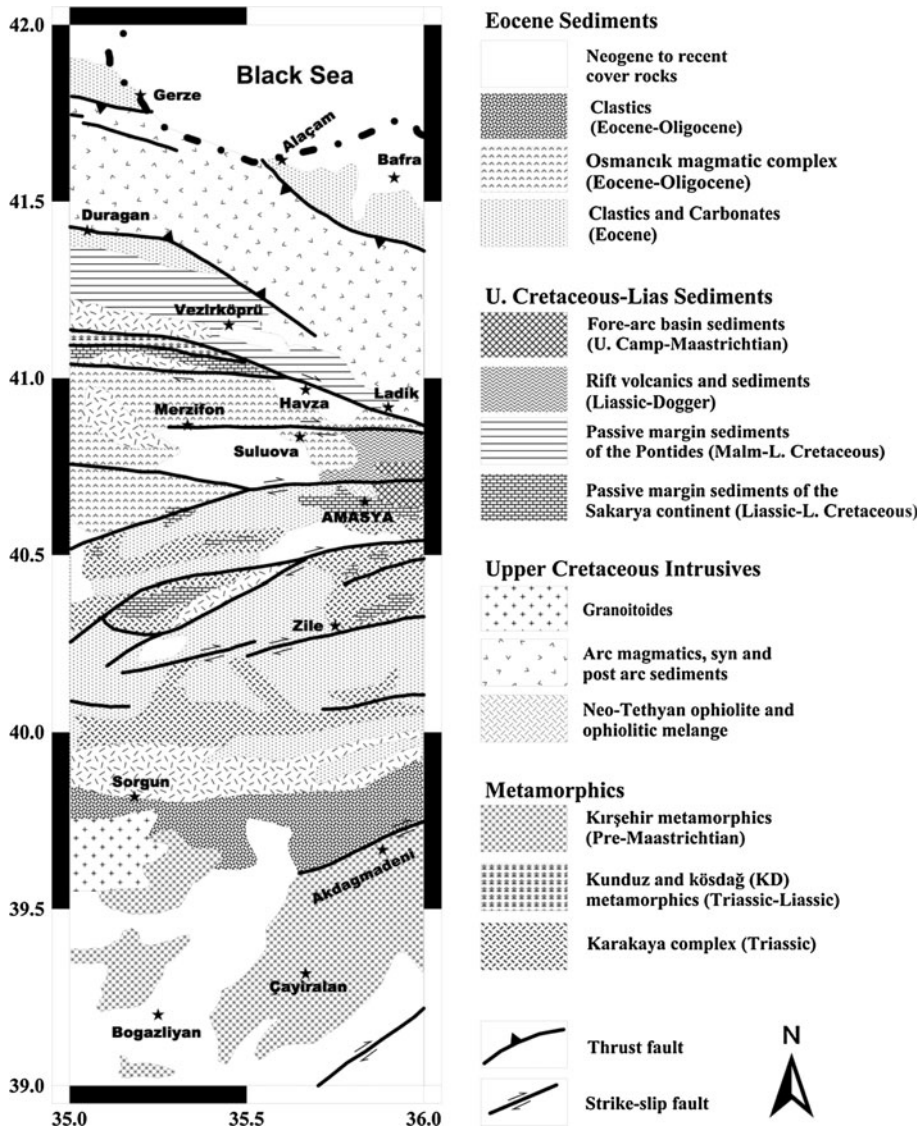 42.0
Black Sea
Gerze
Alaçam
Bafra
41.5
Duragan
Vezirköprü
41.0
Havza
Ladik
Merzifon
Suluova
AMASYA
40.5
Zile
40.0
Sorgun
Akdagmadeni
39.5
Çayiralan
Bogazliyan
39.0
35.0
35.5
36.0
Eocene Sediments
Neogene to recent
cover rocks
Clastics
(Eocene-Oligocene)
Osmancık magmatic complex
(Eocene-Oligocene)
Clastics and Carbonates
(Eocene)
U. Cretaceous-Lias Sediments
Fore-arc basin sediments
(U. Camp-Maastrichtian)
Rift volcanics and sediments
(Liassic-Dogger)
Passive margin sediments
of the Pontides (Malm-L. Cretaceous)
Passive margin sediments of the
Sakarya continent (Liassic-L. Cretaceous)
Upper Cretaceous Intrusives
Granoitoides
Arc magmatics, syn and
post arc sediments
Neo-Tethyan ophiolite and
ophiolitic melange
Metamorphics
Kırşehir metamorphics
(Pre-Maastrichtian)
Kunduz and kösdağ (KD)
metamorphics (Triassic-Liassic)
Karakaya complex (Triassic)
Thrust fault
Strike-slip fault
N